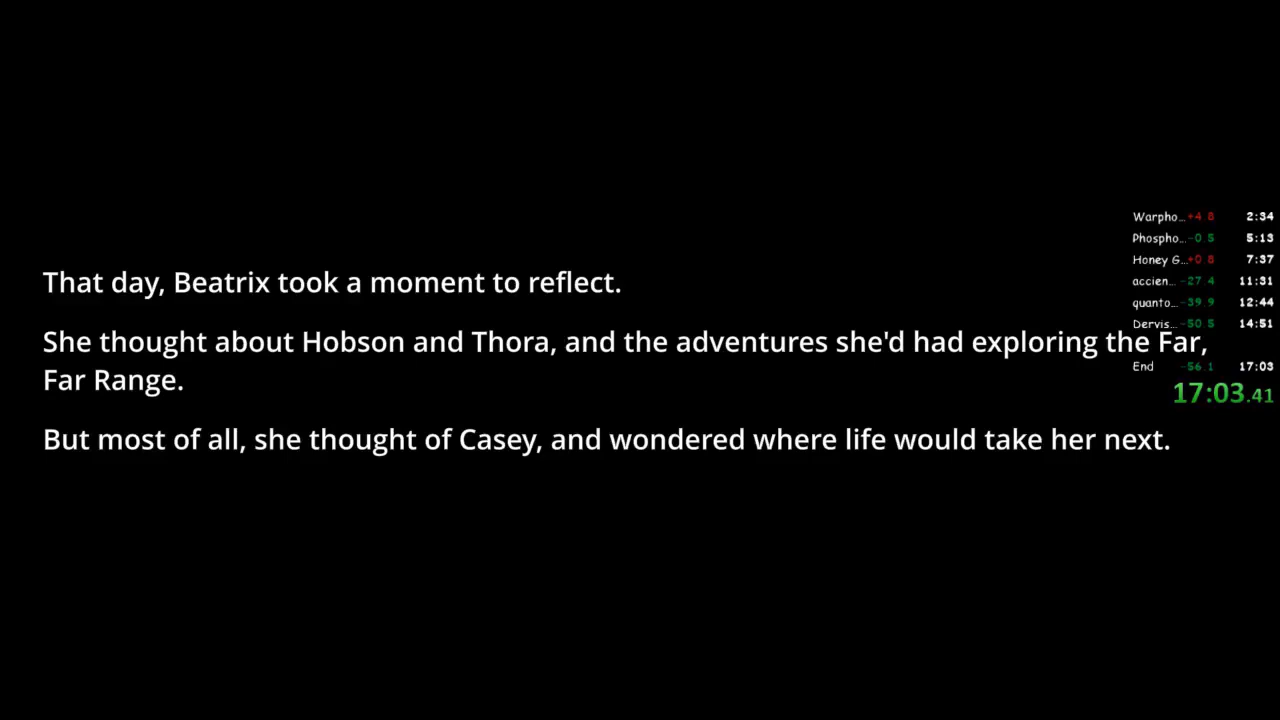 That day, Beatrix took a moment to reflect.
She thought about Hobson and Thora, and the adventures she'd had exploring the Far,
Far Range.
But most of all, she thought of Casey, and wondered where life would take her next.
Warpho... +4.8 2:34
Phospho... -0.5 5:13
Honey G... +0.8 7:37
accien... -27.4 11:31
quanto... -39.9 12:44
Dervis... -50.5 14:51
End -56.1 17:03
17:03.41